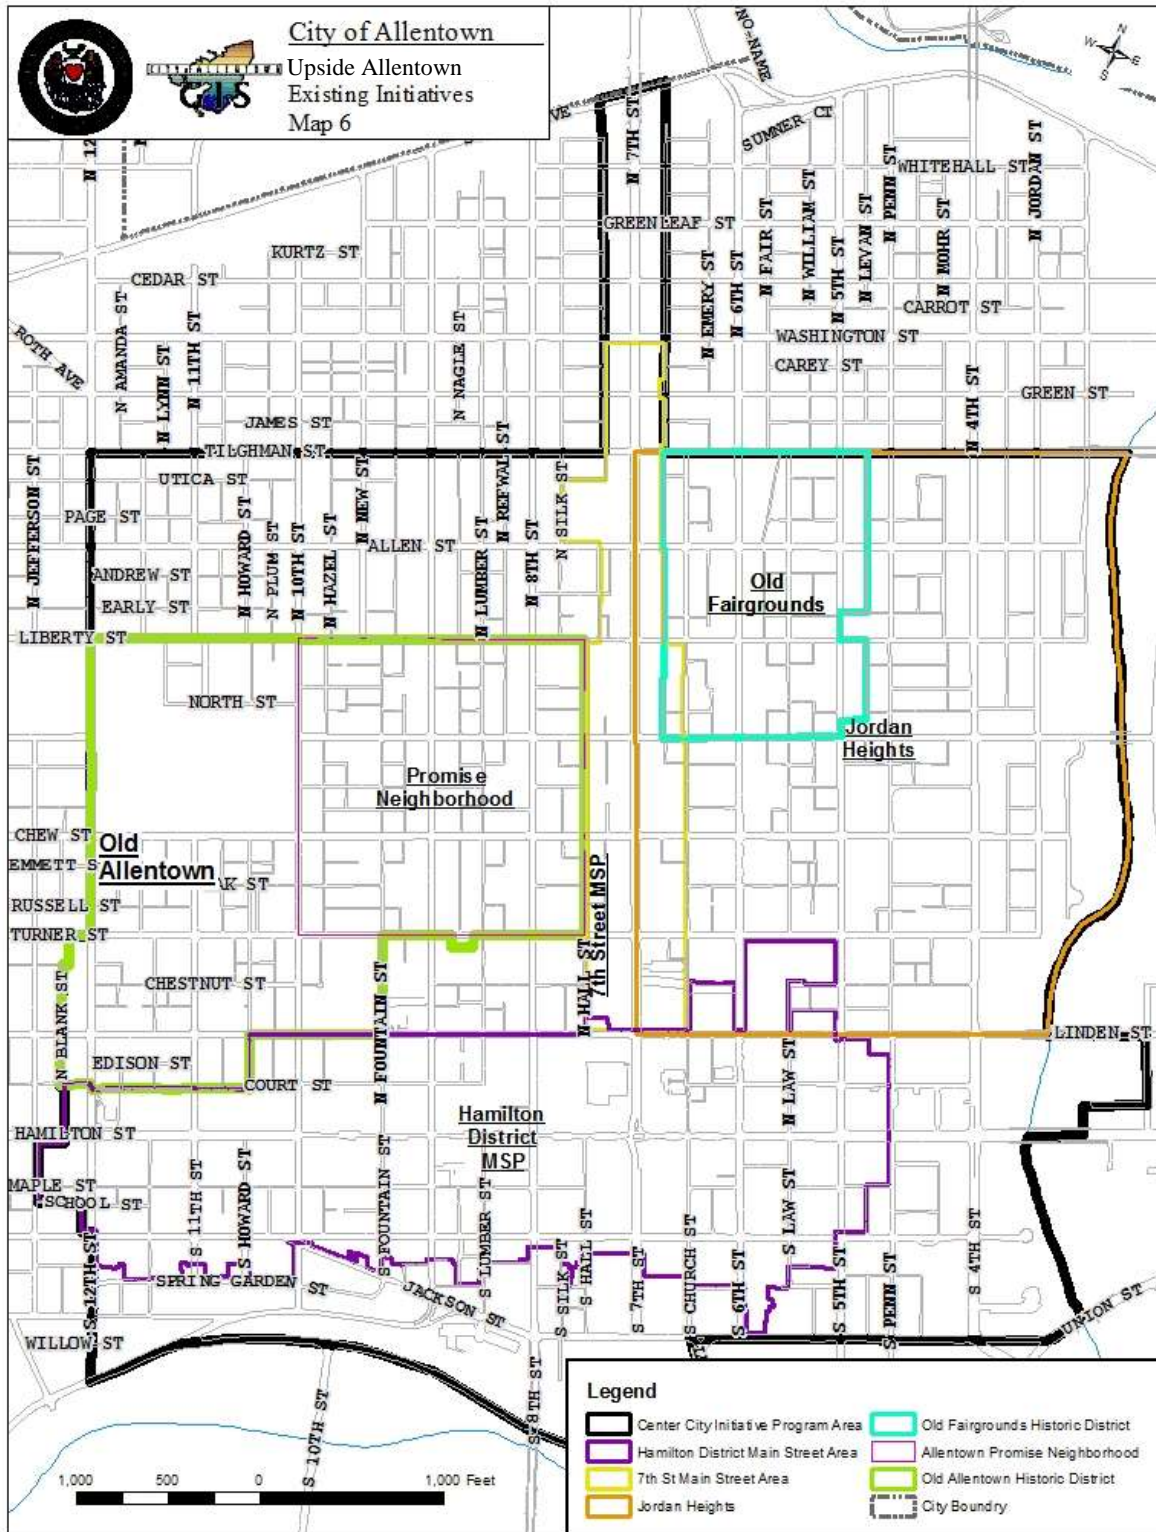 City of Allentown
Upside Allentown
Existing Initiatives
Map 6
CITY OF ALLENTOWN
GIS
N
W
E
S
NO-NAME
AVE
N 7TH ST
SUMNER CT
N 12
N PENN ST
WHITEHALL ST
N JORDAN ST
GREENLEAF ST
N FAIR ST
N WILLIAM ST
N LEVAN ST
N MOHR ST
KURTZ ST
N EMERY ST
N 6TH ST
N 5TH ST
CEDAR ST
CARROT ST
ROTH AVE
N AMANDA ST
N LYNN ST
N 11TH ST
N NAGLE ST
WASHINGTON ST
CAREY ST
N 4TH ST
GREEN ST
JAMES ST
TILGHMAN ST
N JEFFERSON ST
UTICA ST
N NEW ST
N REFWAL ST
N SILK ST
PAGE ST
N HOWARD ST
N PLUM ST
N 10TH ST
N HAZEL ST
ALLEN ST
N LUMBER ST
N 8TH ST
ANDREW ST
EARLY ST
Old
Fairgrounds
LIBERTY ST
NORTH ST
Jordan
Heights
Promise
Neighborhood
CHEW ST
Old
Allentown
EMMETT S
AK ST
RUSSELL ST
TURNER ST
7th Street MSP
N HALL ST
CHESTNUT ST
N BLANK ST
N FOUNTAIN ST
LINDEN ST
EDISON ST
COURT ST
N LAW ST
Hamilton
District
MSP
HAMILTON ST
MAPLE ST
SCHOOL ST
S 11TH ST
S HOWARD ST
S FOUNTAIN ST
S LUMBER ST
S LAW ST
S 12TH ST
SPRING GARDEN ST
JACKSON ST
S SILK ST
S HALL ST
S 7TH ST
S CHURCH ST
S 6TH ST
S 5TH ST
S PENN ST
S 4TH ST
UNION ST
WILLOW ST
S 10TH ST
S 8TH ST
Legend
Center City Initiative Program Area
Hamilton District Main Street Area
7th St Main Street Area
Jordan Heights
Old Fairgrounds Historic District
Allentown Promise Neighborhood
Old Allentown Historic District
City Boundry
1,000 500 0 1,000 Feet